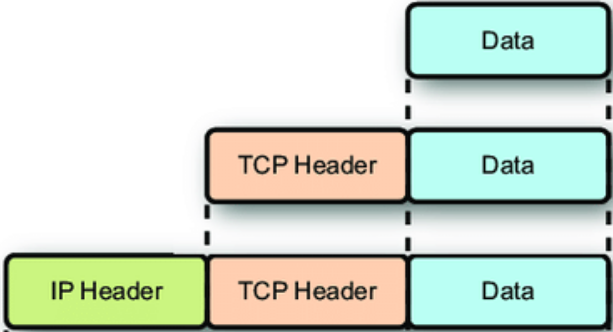 Data
TCP Header Data
IP Header TCP Header Data